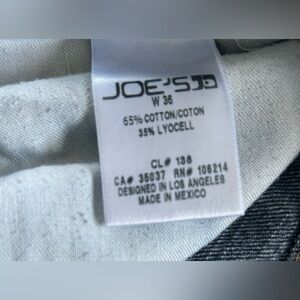 JOE'S JD
W 36
65% COTTON/COTON
35% LYOCELL
CL# 136
CA# 35037 RN# 106214
DESIGNED IN LOS ANGELES
MADE IN MEXICO